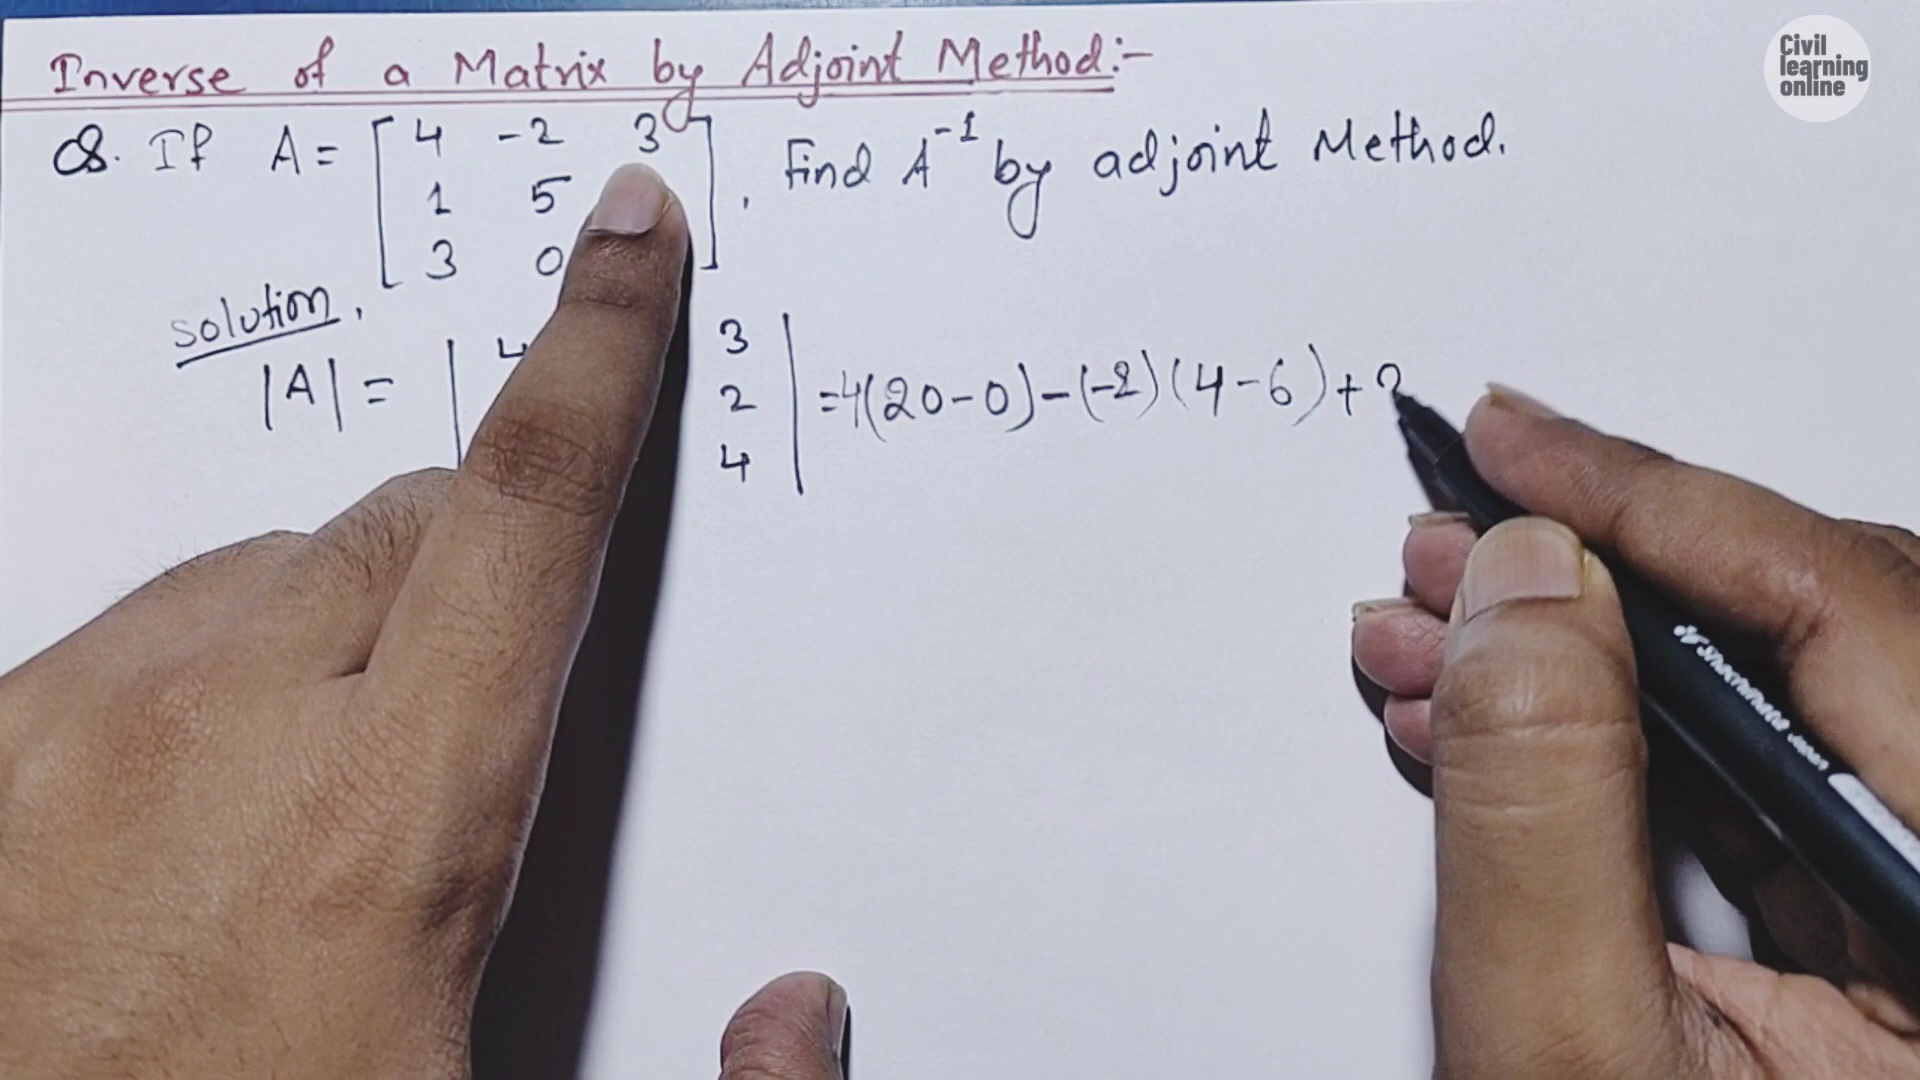 Inverse of a Matrix by Adjoint Method:-
Q. If A = [ 4 -2 3 ], Find A⁻¹ by adjoint Method.
1 5
3 0
Solution,
|A| = | 4 3 | = 4(20-0)-(-2)(4-6)+
2
4
Civil
learning
online